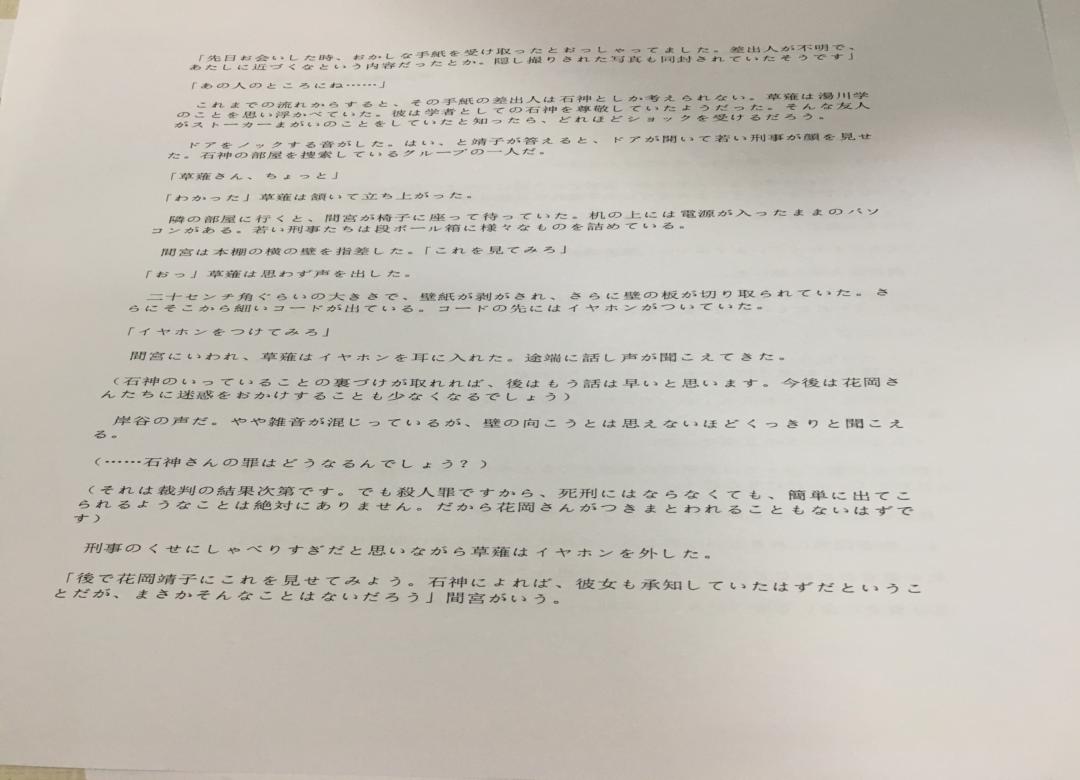 「先日お会いした時、おかしな手紙を受け取ったとおっしゃってました。差出人が不明で、
あたしに近づくなという内容だったとか。隠し撮りされた写真も同封されていたそうです」
「あの人のところにね……」
これまでの流れからすると、その手紙の差出人は石神としか考えられない。草薙は湯川学
のことを思い浮かべていた。彼は学者としての石神を尊敬していたようだった。そんな友人
がストーカーまがいのことをしていたと知ったら、どれほどショックを受けるだろう。
ドアをノックする音がした。はい、と靖子が答えると、ドアが開いて若い刑事が顔を見せ
た。石神の部屋を捜索しているグループの一人だ。
「草薙さん、ちょっと」
「わかった」草薙は頷いて立ち上がった。
隣の部屋に行くと、間宮が椅子に座って待っていた。机の上には電源が入ったままのパソ
コンがある。若い刑事たちは段ボール箱に様々なものを詰めている。
間宮は本棚の横の壁を指差した。「これを見てみろ」
「おっ」草薙は思わず声を出した。
二十センチ角ぐらいの大きさで、壁紙が剥がされ、さらに壁の板が切り取られていた。さ
らにそこから細いコードが出ている。コードの先にはイヤホンがついていた。
「イヤホンをつけてみろ」
間宮にいわれ、草薙はイヤホンを耳に入れた。途端に話し声が聞こえてきた。
（石神のいっていることの裏づけが取れれば、後はもう話は早いと思います。今後は花岡さ
んたちに迷惑をおかけすることも少なくなるでしょう）
岸谷の声だ。やや雑音が混じっているが、壁の向こうとは思えないほどくっきりと聞こえ
る。
（……石神さんの罪はどうなるんでしょう？）
（それは裁判の結果次第です。でも殺人罪ですから、死刑にはならなくても、簡単に出てこ
られるようなことは絶対にありません。だから花岡さんがつきまとわれることもないはずで
す）
刑事のくせにしゃべりすぎだと思いながら草薙はイヤホンを外した。
「後で花岡靖子にこれを見せてみよう。石神によれば、彼女も承知していたはずだというこ
とだが、まさかそんなことはないだろう」間宮がいう。